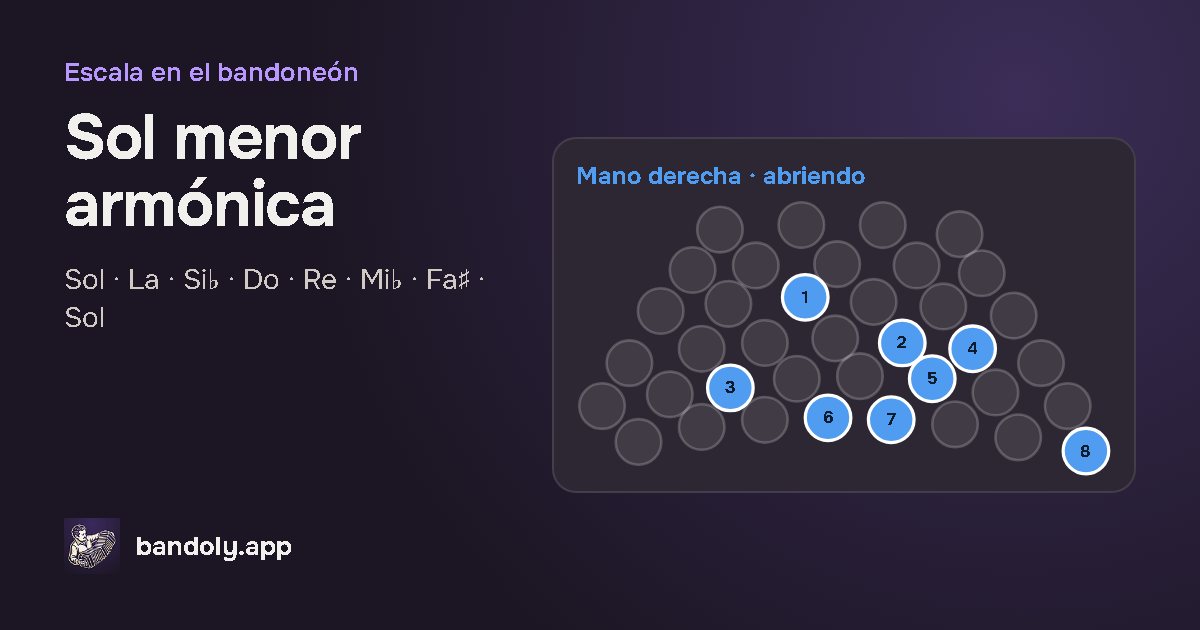 Escala en el bandoneón
Sol menor
armónica
Sol · La · Si♭ · Do · Re · Mi♭ · Fa♯ ·
Sol
Mano derecha · abriendo
1
2
4
5
3
6
7
8
bandoly.app